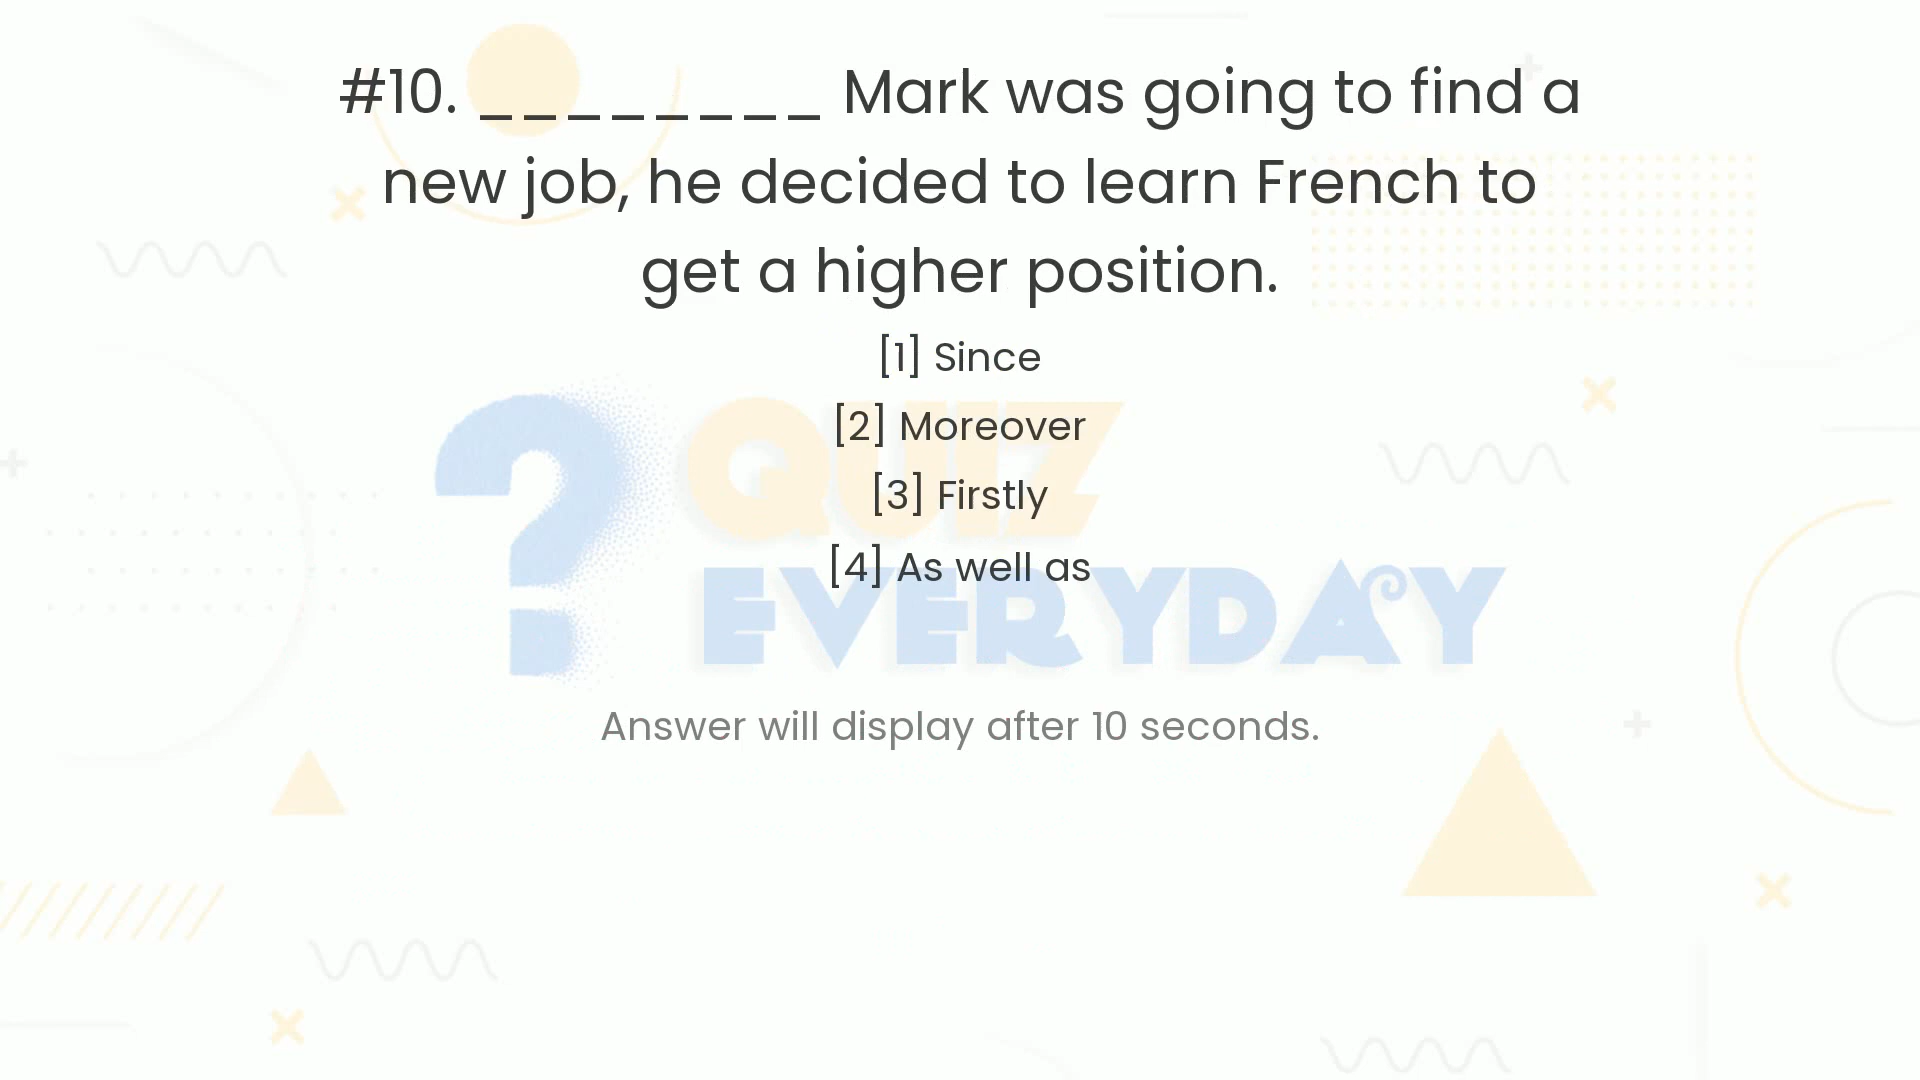 #10. ________ Mark was going to find a
new job, he decided to learn French to
get a higher position.
[1] Since
[2] Moreover
[3] Firstly
[4] As well as
? QUIZ
EVERYDAY
Answer will display after 10 seconds.